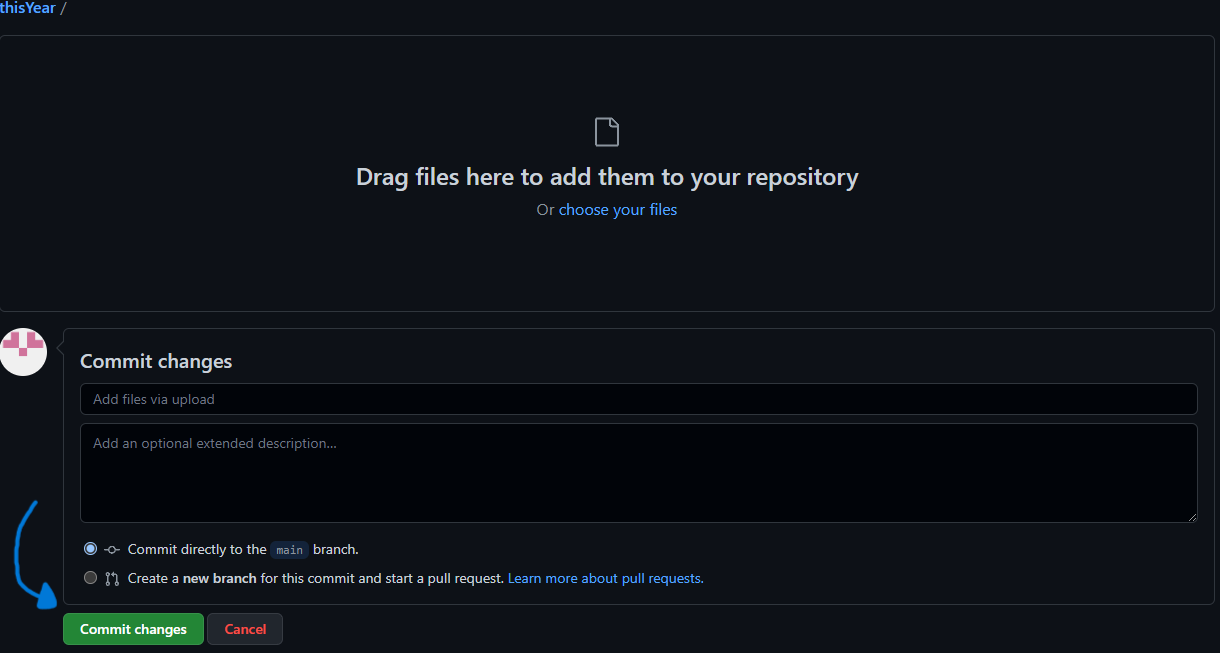 thisYear /
Drag files here to add them to your repository
Or choose your files
Commit changes
Add files via upload
Add an optional extended description...
Commit directly to the main branch.
Create a new branch for this commit and start a pull request. Learn more about pull requests.
Commit changes Cancel